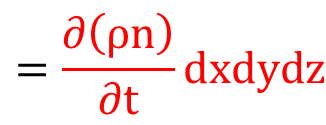 = ∂(ρn)/∂t dxdydz